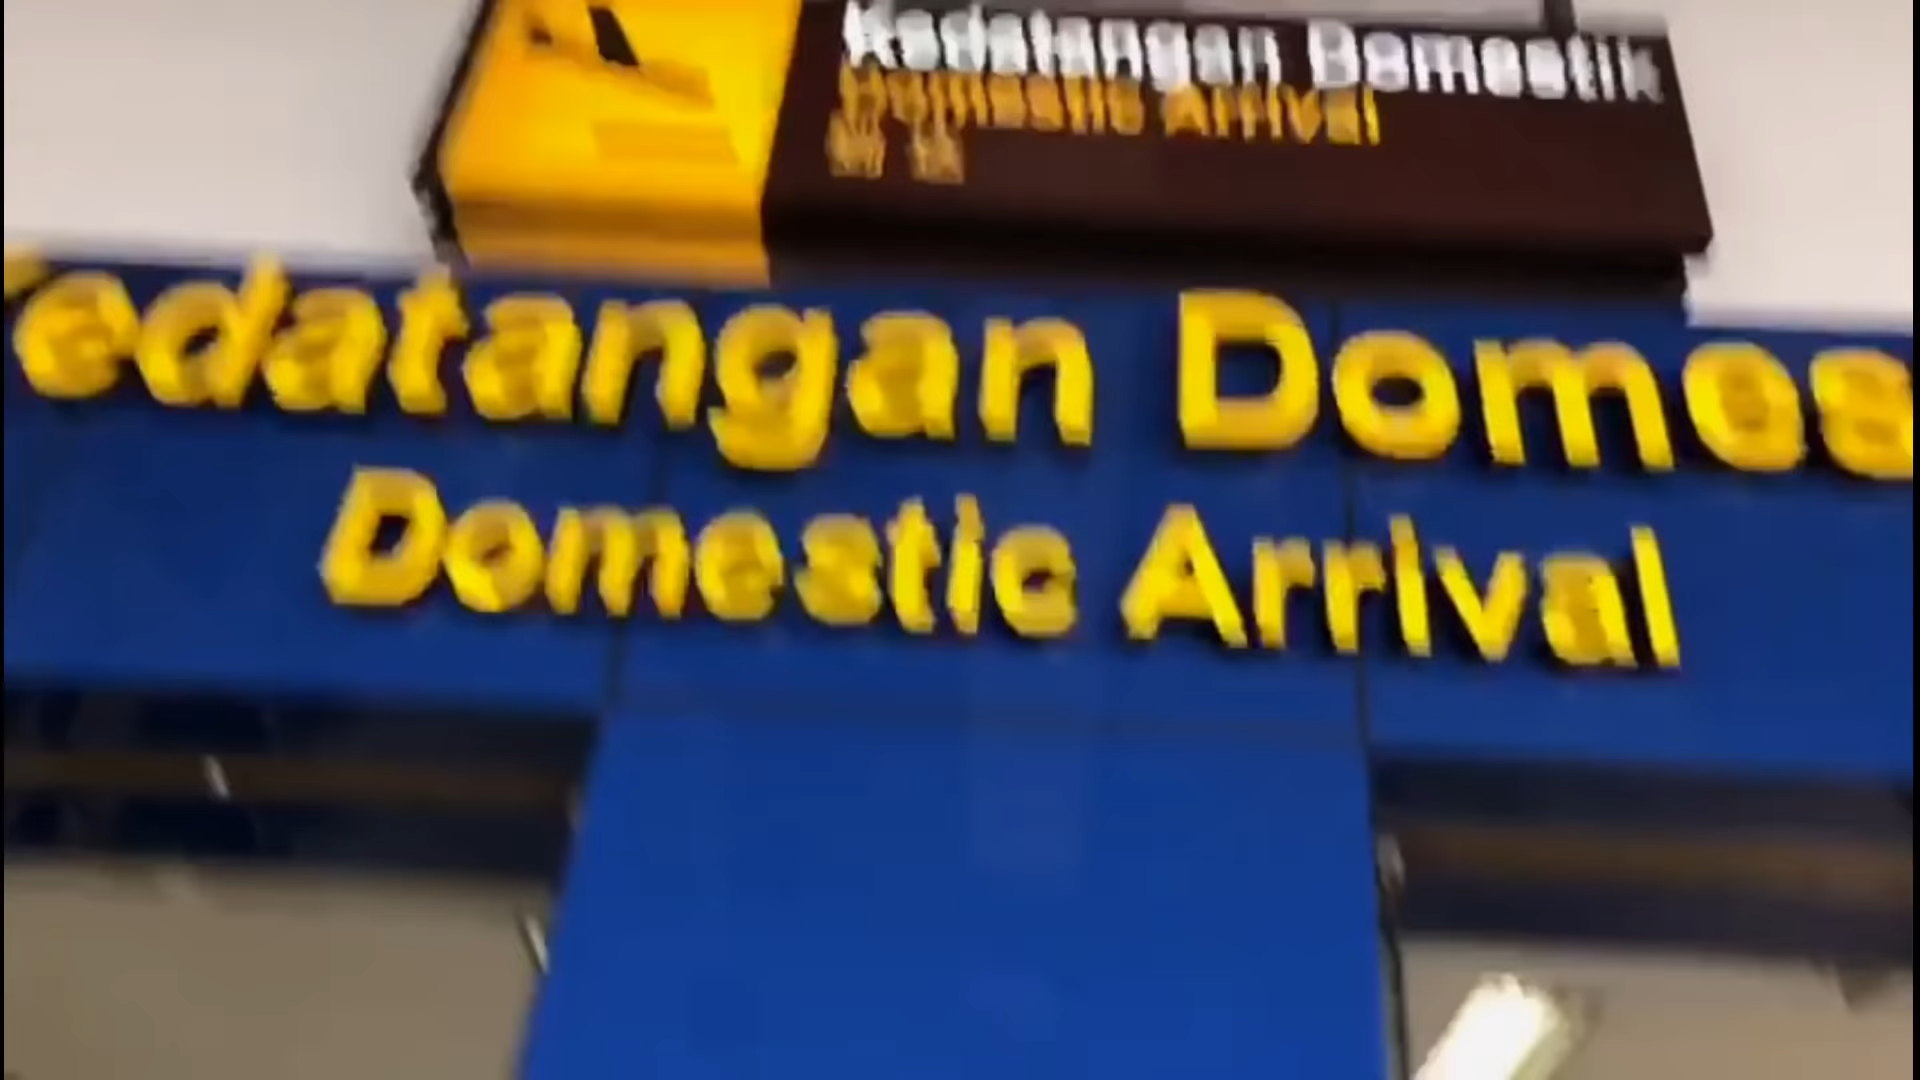 Kedatangan Domestik
Domestic Arrival
edatangan Domes
Domestic Arrival